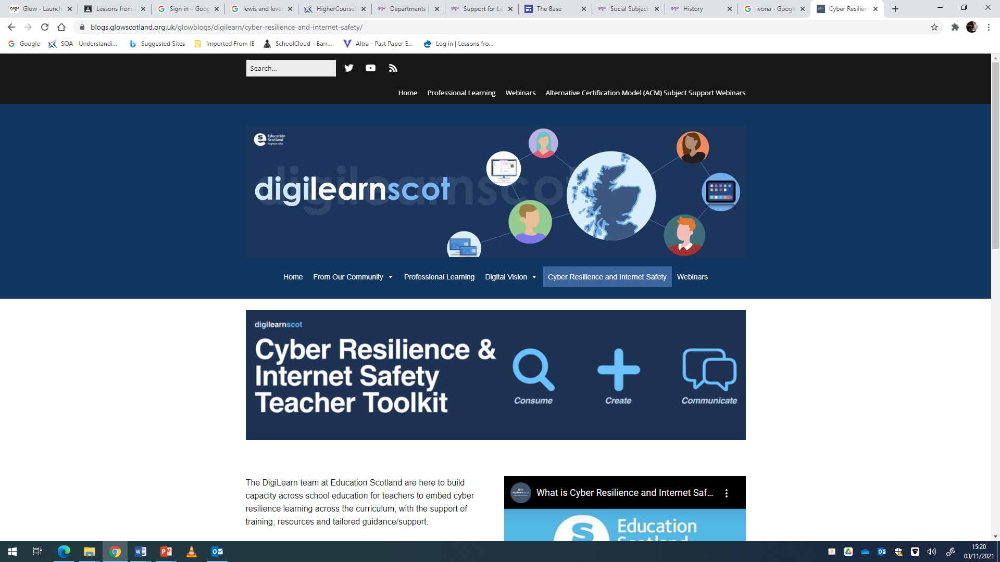 Glow - Launch
Lessons from A
Sign in – Goog
lewis and lever
HigherCourseS
Departments |
Support for Le
The Base
Social Subjects
History
ivona - Google
Cyber Resilien
blogs.glowscotland.org.uk/glowblogs/digilearn/cyber-resilience-and-internet-safety/
Google
SQA - Understandi...
Suggested Sites
Imported From IE
SchoolCloud - Barr...
Altra - Past Paper E...
Log in | Lessons fro...
Search...
Home
Professional Learning
Webinars
Alternative Certification Model (ACM) Subject Support Webinars
Education
Scotland
Foghlam Alba
digilearnscot
Home
From Our Community
Professional Learning
Digital Vision
Cyber Resilience and Internet Safety
Webinars
digilearnscot
Cyber Resilience &
Internet Safety
Teacher Toolkit
Consume
Create
Communicate
The DigiLearn team at Education Scotland are here to build
capacity across school education for teachers to embed cyber
resilience learning across the curriculum, with the support of
training, resources and tailored guidance/support.
What is Cyber Resilience and Internet Saf...
Education
Scotland
15:20
03/11/2021